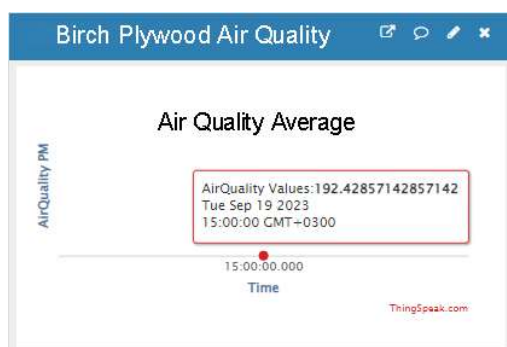 Birch Plywood Air Quality
Air Quality Average
AirQuality PM
AirQuality Values:192.42857142857142
Tue Sep 19 2023
15:00:00 GMT+0300
15:00:00.000
Time
ThingSpeak.com